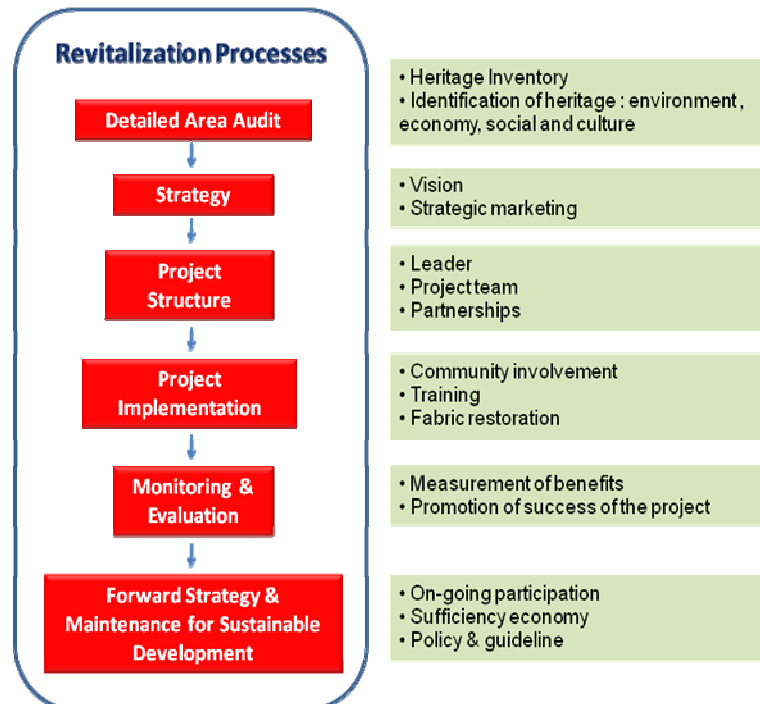 Revitalization Processes
Detailed Area Audit
• Heritage Inventory
• Identification of heritage : environment,
economy, social and culture
Strategy
• Vision
• Strategic marketing
Project
Structure
• Leader
• Project team
• Partnerships
Project
Implementation
• Community involvement
• Training
• Fabric restoration
Monitoring &
Evaluation
• Measurement of benefits
• Promotion of success of the project
Forward Strategy &
Maintenance for Sustainable
Development
• On-going participation
• Sufficiency economy
• Policy & guideline